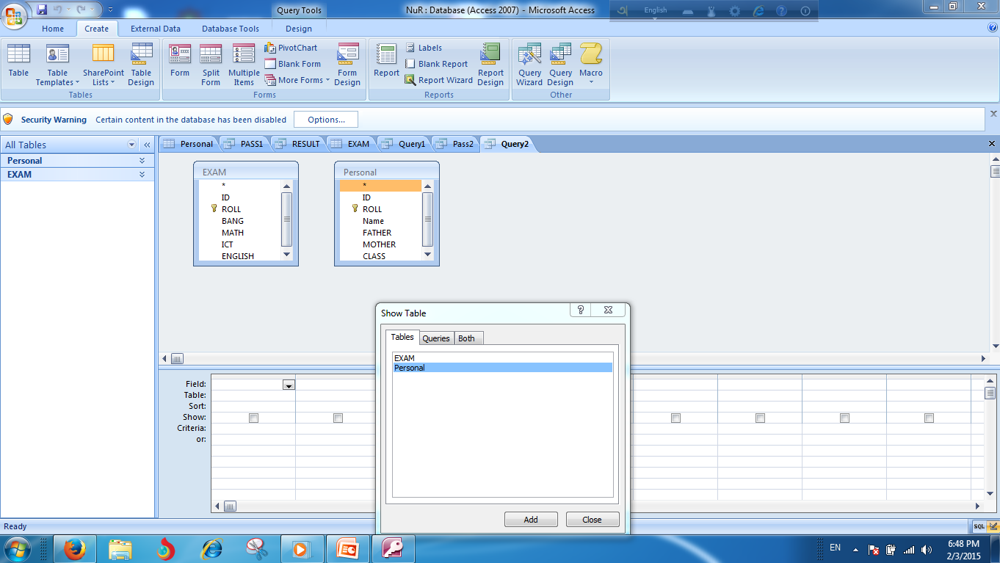 Query Tools
NuR : Database (Access 2007) - Microsoft Access
English
Home Create External Data Database Tools Design
Table
Table Templates
SharePoint Lists
Table Design
Tables
Form
Split Form
Multiple Items
PivotChart
Blank Form
More Forms
Form Design
Forms
Report
Labels
Blank Report
Report Wizard
Report Design
Reports
Query Wizard
Query Design
Macro
Other
Security Warning Certain content in the database has been disabled Options...
All Tables
Personal
EXAM
Personal PASS1 RESULT EXAM Query1 Pass2 Query2
EXAM
*
ID
ROLL
BANG
MATH
ICT
ENGLISH
Personal
*
ID
ROLL
Name
FATHER
MOTHER
CLASS
Show Table
Tables Queries Both
EXAM
Personal
Add Close
Field:
Table:
Sort:
Show:
Criteria:
or:
Ready
SQL
EN
6:48 PM
2/3/2015